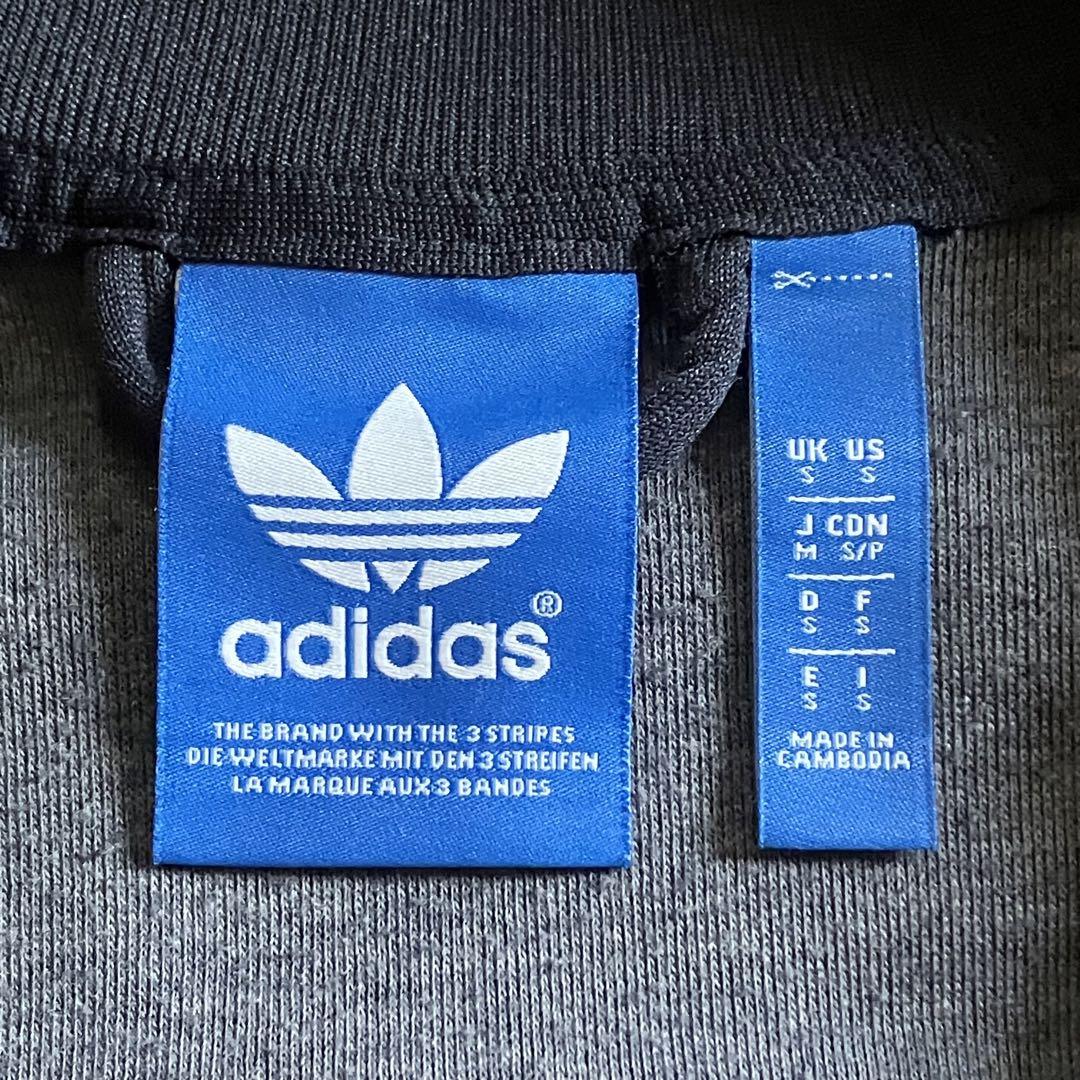 adidas®
THE BRAND WITH THE 3 STRIPES
DIE WELTMARKE MIT DEN 3 STREIFEN
LA MARQUE AUX 3 BANDES
UK US
S S
J CDN
M S/P
D F
S S
E I
S S
MADE IN
CAMBODIA